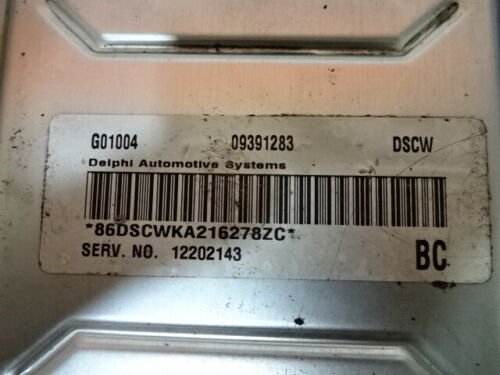 G01004 09391283 DSCW
Delphi Automotive Systems
*86DSCWKA216278ZC*
SERV. NO. 12202143 BC